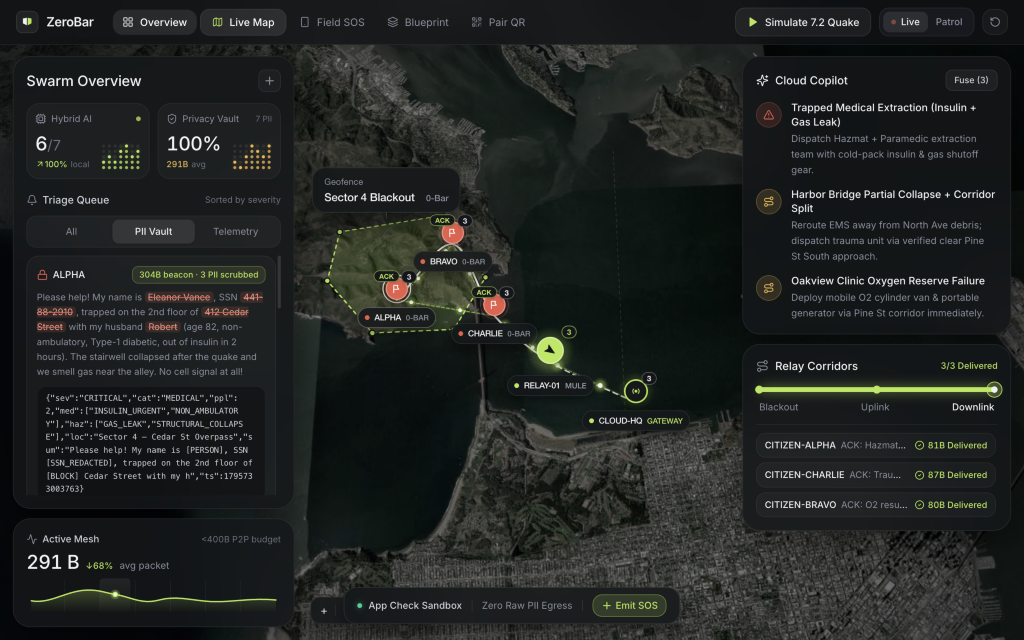 ZeroBar
Overview
Live Map
Field SOS
Blueprint
Pair QR
Simulate 7.2 Quake
Live
Patrol
Swarm Overview
Hybrid AI
6/7
100% local
Privacy Vault
7 PII
100%
291B avg
Triage Queue
Sorted by severity
All
PII Vault
Telemetry
ALPHA
304B beacon · 3 PII scrubbed
Please help! My name is Eleanor Vance, SSN 441-
88-2910, trapped on the 2nd floor of 412 Cedar
Street with my husband Robert (age 82, non-
ambulatory, Type-1 diabetic, out of insulin in 2
hours). The stairwell collapsed after the quake and
we smell gas near the alley. No cell signal at all!
{"sev":"CRITICAL","cat":"MEDICAL","ppl":
2,"med":["INSULIN_URGENT","NON_AMBULATOR
Y"],"haz":["GAS_LEAK","STRUCTURAL_COLLAPS
E"],"loc":"Sector 4 – Cedar St Overpass","s
um":"Please help! My name is [PERSON], SSN
[SSN_REDACTED], trapped on the 2nd floor of
[BLOCK] Cedar Street with my h","ts":179573
3003763}
Active Mesh
<400B P2P budget
291 B ↓68% avg packet
Geofence
Sector 4 Blackout 0-Bar
ACK 3
BRAVO 0-BAR
ACK 3
ALPHA 0-BAR
ACK 3
CHARLIE 0-BAR
3
RELAY-01 MULE
3
CLOUD-HQ GATEWAY
+
App Check Sandbox
Zero Raw PII Egress
+ Emit SOS
Cloud Copilot
Fuse (3)
Trapped Medical Extraction (Insulin +
Gas Leak)
Dispatch Hazmat + Paramedic extraction
team with cold-pack insulin & gas shutoff
gear.
Harbor Bridge Partial Collapse + Corridor
Split
Reroute EMS away from North Ave debris;
dispatch trauma unit via verified clear Pine
St South approach.
Oakview Clinic Oxygen Reserve Failure
Deploy mobile O2 cylinder van & portable
generator via Pine St corridor immediately.
Relay Corridors
3/3 Delivered
Blackout
Uplink
Downlink
CITIZEN-ALPHA ACK: Hazmat... 81B Delivered
CITIZEN-CHARLIE ACK: Trau... 87B Delivered
CITIZEN-BRAVO ACK: O2 resu... 80B Delivered